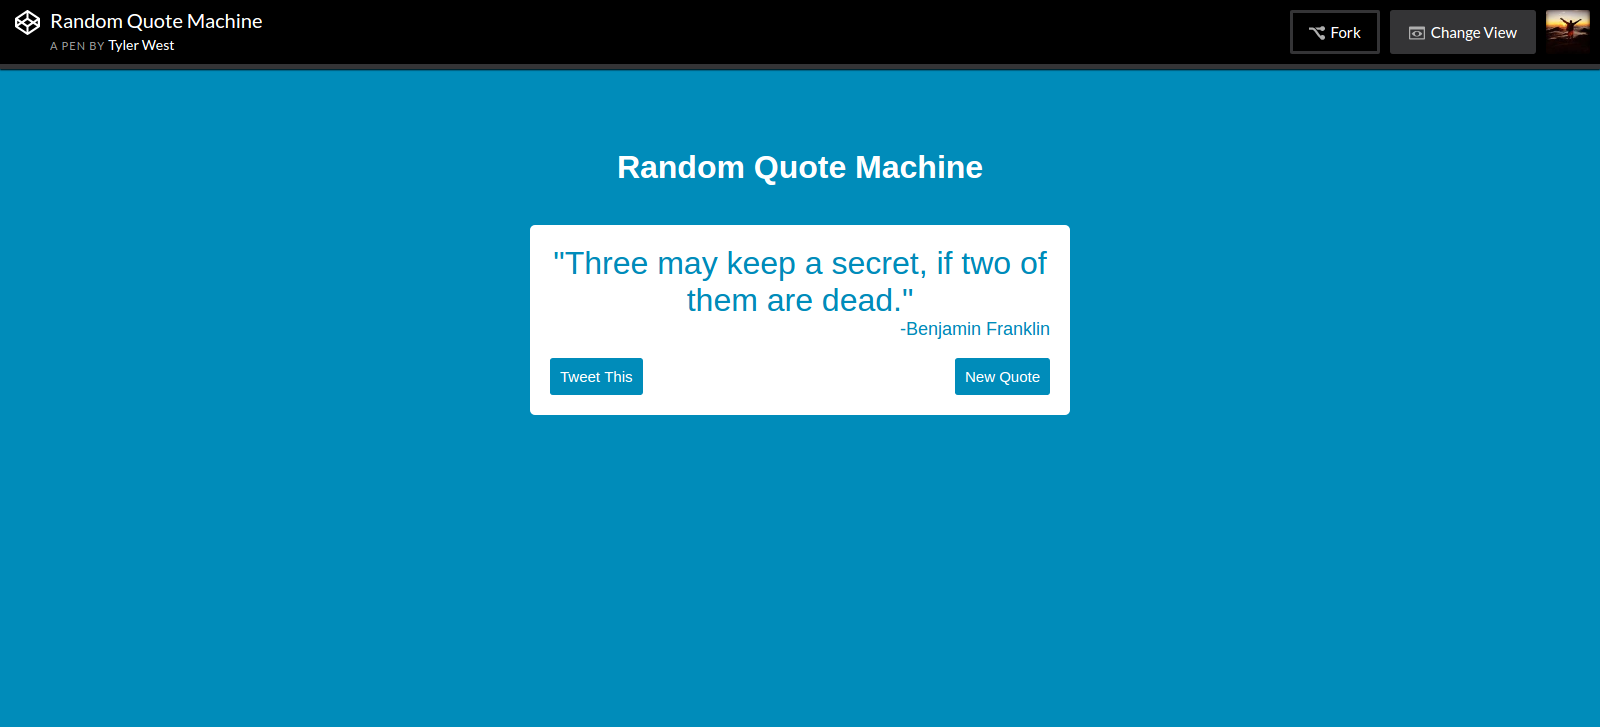 Random Quote Machine
A PEN BY Tyler West
Fork
Change View
Random Quote Machine
"Three may keep a secret, if two of
them are dead."
-Benjamin Franklin
Tweet This
New Quote